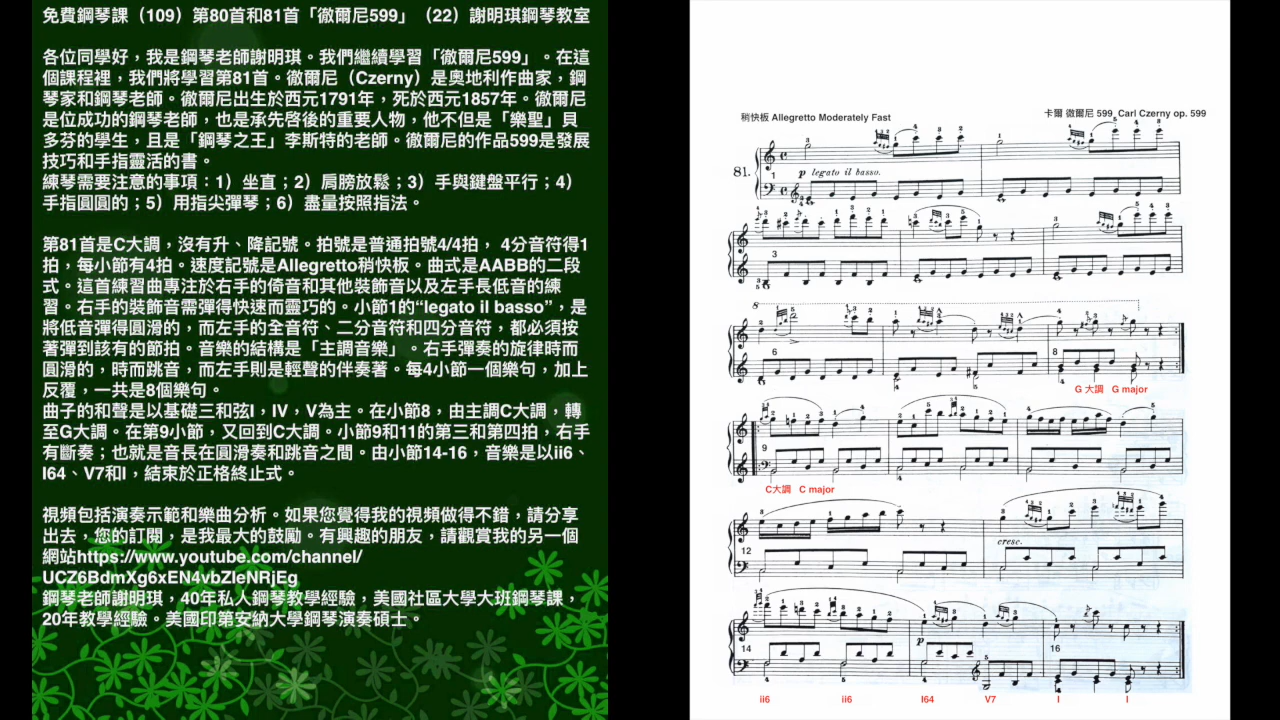 免費鋼琴課（109）第80首和81首「徹爾尼599」（22）謝明琪鋼琴教室
各位同學好，我是鋼琴老師謝明琪。我們繼續學習「徹爾尼599」。在這
個課程裡，我們將學習第81首。徹爾尼（Czerny）是奧地利作曲家，鋼
琴家和鋼琴老師。徹爾尼出生於西元1791年，死於西元1857年。徹爾尼
是位成功的鋼琴老師，也是承先啓後的重要人物，他不但是「樂聖」貝
多芬的學生，且是「鋼琴之王」李斯特的老師。徹爾尼的作品599是發展
技巧和手指靈活的書。
練琴需要注意的事項：1）坐直；2）肩膀放鬆；3）手與鍵盤平行；4）
手指圓圓的；5）用指尖彈琴；6）盡量按照指法。
第81首是C大調，沒有升、降記号。拍號是普通拍號4/4拍， 4分音符得1
拍，每小節有4拍。速度記號是Allegretto稍快板。曲式是AABB的二段
式。這首練習曲專注於右手的倚音和其他裝飾音以及左手長低音的練
習。右手的裝飾音需彈得快速而靈巧的。小節1的“legato il basso”，是
將低音彈得圓滑的，而左手的全音符、二分音符和四分音符，都必須按
著彈到該有的節拍。音樂的結構是「主調音樂」。右手彈奏的旋律時而
圓滑的，時而跳音，而左手則是輕聲的伴奏音。每4小節一個樂句，加上
反覆，一共是8個樂句。
曲子的和聲是以基礎三和弦I，IV，V為主。在小節8，由主調C大調，轉
至G大調。在第9小節，又回到C大調。小節9和11的第三和第四拍，右手
有斷奏；也就是音長在圓滑奏和跳音之間。由小節14-16，音樂是以ii6、
I64、V7和I，結束於正格終止式。
視頻包括演奏示範和樂曲分析。如果您覺得我的視頻做得不錯，請分享
出去，您的訂閱，是我最大的鼓勵。有興趣的朋友，請觀賞我的另一個
網站https://www.youtube.com/channel/
鋼琴老師謝明琪，40年私人鋼琴教學經驗，美國社區大學大班鋼琴課，
20年教學經驗。美國印第安納大學鋼琴演奏碩士。
稍快板 Allegretto Moderately Fast
卡爾 徹爾尼 599 Carl Czerny op. 599
81.
1
p legato il basso.
3
8
6
8
G 大調 G major
9
C大調 C major
12
cresc.
14
p
16
ii6 ii6 I64 V7 I I